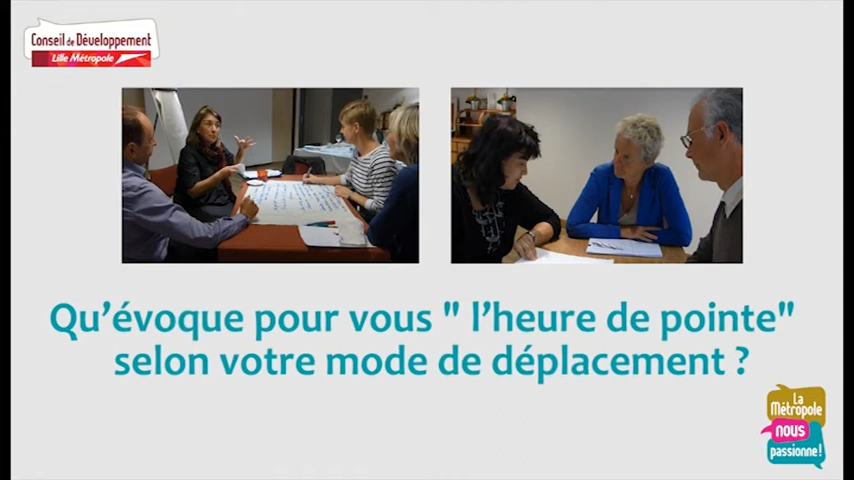 Conseil de Développement
Lille Métropole
Qu'évoque pour vous " l'heure de pointe"
selon votre mode de déplacement ?
La
Métropole
nous
passionne !